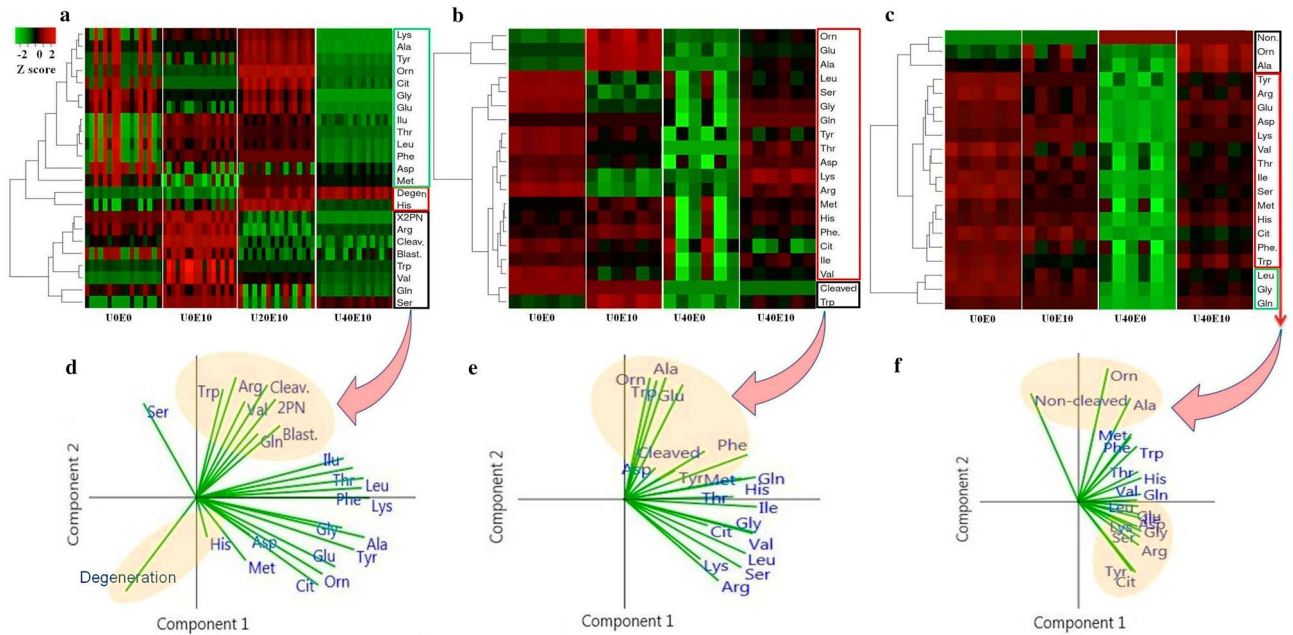 a
-2 0 2
Z score
Lys
Ala
Tyr
Orn
Cit
Gly
Glu
Ilu
Thr
Leu
Phe
Asp
Met
Degen
His
X2PN
Arg
Cleav.
Blast.
Trp
Val
Gln
Ser
U0E0 U0E10 U20E10 U40E10
b
Orn
Glu
Ala
Leu
Ser
Gly
Gln
Tyr
Thr
Asp
Lys
Arg
Met
His
Phe.
Cit
Ile
Val
Cleaved
Trp
U0E0 U0E10 U40E0 U40E10
c
Non.
Orn
Ala
Tyr
Arg
Glu
Asp
Lys
Val
Thr
Ile
Ser
Met
His
Cit
Phe.
Trp
Leu
Gly
Gln
U0E0 U0E10 U40E0 U40E10
d
Component 2
Ser
Trp
Arg
Cleav.
Val
2PN
Gln
Blast.
Ilu
Thr
Leu
Phe
Lys
Gly
Ala
Tyr
His
Asp
Glu
Met
Cit
Orn
Degeneration
Component 1
e
Component 2
Ala
Orn
Trp
Glu
Cleaved
Phe
Asp
Tyr
Met
Gln
His
Thr
Ile
Gly
Cit
Val
Leu
Lys
Ser
Arg
Component 1
f
Component 2
Orn
Non-cleaved
Ala
Met
Phe
Trp
Thr
His
Val
Gln
Leu
Glu
Ile
Lys
Asp
Gly
Ser
Arg
Tyr
Cit
Component 1